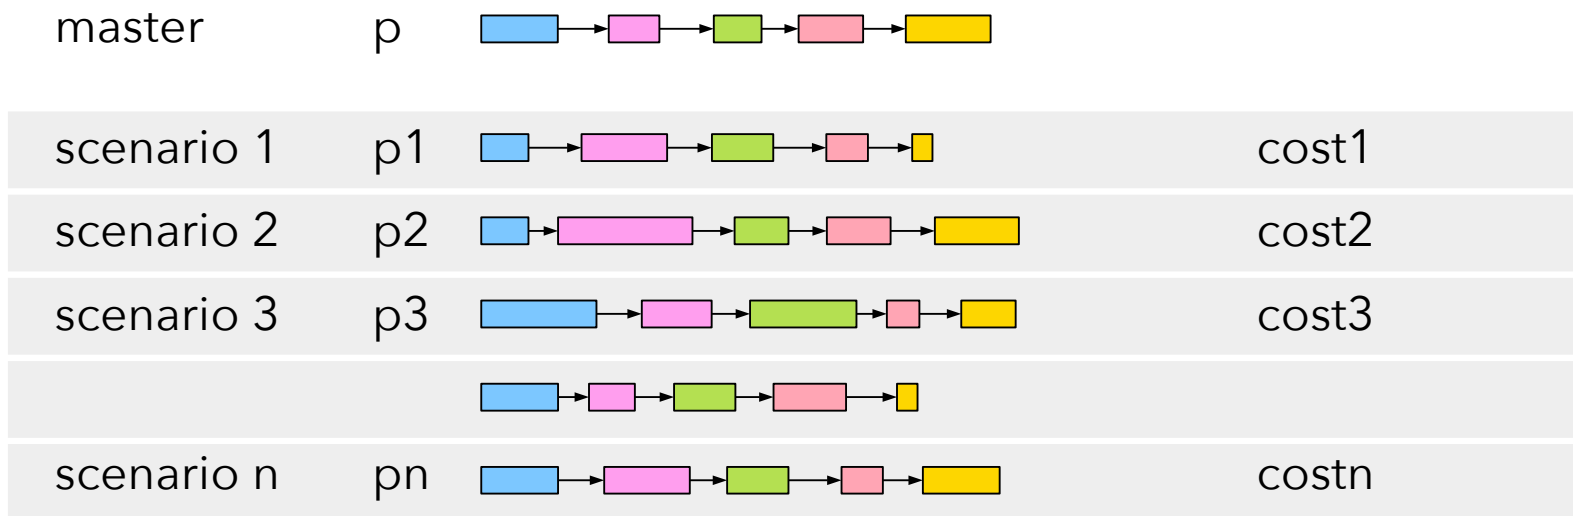 master p
scenario 1 p1 cost1
scenario 2 p2 cost2
scenario 3 p3 cost3
scenario n pn costn